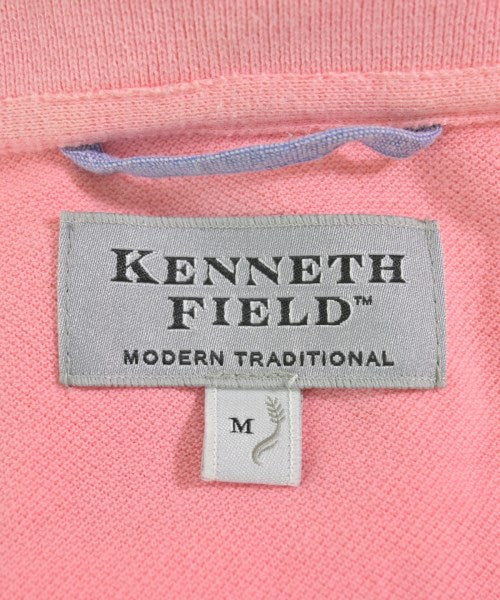 KENNETH
FIELD™
MODERN TRADITIONAL
M